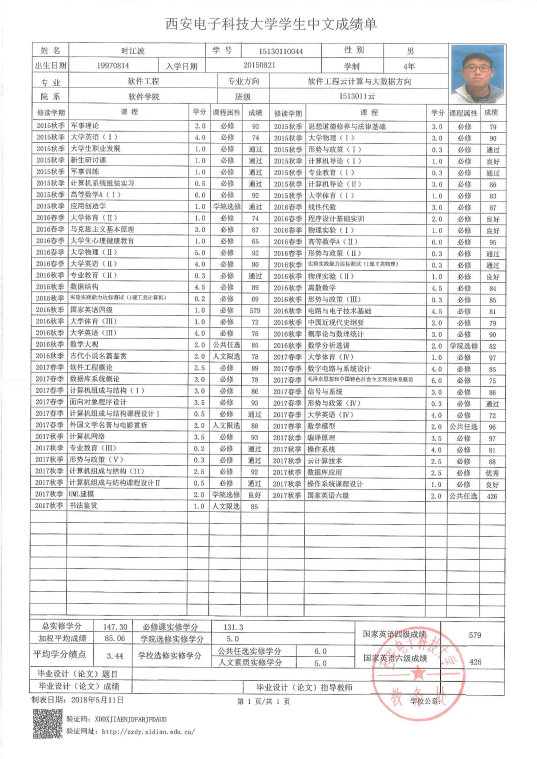 西安电子科技大学学生中文成绩单
姓 名 时江波 学 号 15130110044 性 别 男
出生日期 19970814 入学日期 20150821 学制 4年
专 业 软件工程 专业方向 软件工程云计算与大数据方向
院 系 软件学院 班级 1513011云
修读学期 课 程 学分 课程属性 成绩 修读学期 课 程 学分 课程属性 成绩
2015秋季 军事理论 2.0 必修 92 2015秋季 思想道德修养与法律基础 3.0 必修 79
2015秋季 大学英语（Ⅰ） 4.0 必修 74 2015秋季 大学物理（Ⅰ） 3.0 必修 90
2015秋季 大学生职业发展 1.0 必修 通过 2015秋季 形势与政策（Ⅰ） 0.3 必修 通过
2015秋季 新生研讨课 1.0 必修 通过 2015秋季 计算机导论（Ⅰ） 1.0 必修 良好
2015秋季 军事训练 1.0 必修 通过 2015秋季 专业教育（Ⅰ） 0.3 必修 通过
2015秋季 计算机系统组装实习 0.5 必修 通过 2015秋季 计算机导论（Ⅱ） 2.0 必修 86
2015秋季 高等数学A（Ⅰ） 6.0 必修 92 2015秋季 大学体育（Ⅰ） 1.0 必修 83
2015秋季 应用创造学 1.0 学院选修 通过 2016春季 线性代数 3.0 必修 87
2016春季 大学体育（Ⅱ） 1.0 必修 74 2016春季 程序设计基础实训 2.0 必修 良好
2016春季 马克思主义基本原理 3.0 必修 87 2016春季 物理实验（Ⅰ） 1.0 必修 良好
2016春季 大学生心理健康教育 1.0 必修 65 2016春季 高等数学A（Ⅱ） 6.0 必修 95
2016春季 大学物理（Ⅱ） 5.0 必修 92 2016春季 形势与政策（Ⅱ） 0.3 必修 通过
2016春季 大学英语（Ⅱ） 4.0 必修 80 2016秋季 实验实践能力达标测试（Ⅰ理工类物理） 0.3 必修 通过
2016秋季 专业教育（Ⅱ） 0.3 必修 通过 2016秋季 物理实验（Ⅱ） 1.0 必修 良好
2016秋季 数据结构 4.5 必修 89 2016秋季 离散数学 4.5 必修 84
2016秋季 实验实践能力达标测试（Ⅰ理工类计算机） 0.2 必修 69 2016秋季 形势与政策（Ⅲ） 0.3 必修 85
2016秋季 国家英语四级 1.0 必修 579 2016秋季 电路与电子技术基础 4.5 必修 81
2016秋季 大学体育（Ⅲ） 1.0 必修 72 2016秋季 中国近现代史纲要 2.0 必修 79
2016秋季 大学英语（Ⅲ） 4.0 必修 76 2016秋季 概率论与数理统计 3.0 必修 90
2016秋季 数学大观 2.0 公共任选 85 2016秋季 数学分析选讲 2.0 学院选修 82
2016秋季 古代小说名篇鉴赏 2.0 人文限选 78 2017春季 大学体育（Ⅳ） 1.0 必修 97
2017春季 软件工程概论 2.5 必修 89 2017春季 数字电路与系统设计 4.0 必修 85
2017春季 数据库系统概论 3.0 必修 78 2017春季 毛泽东思想和中国特色社会主义理论体系概论 6.0 必修 75
2017春季 计算机组成与结构（Ⅰ） 3.0 必修 86 2017春季 信号与系统 3.0 必修 86
2017春季 面向对象程序设计 3.5 必修 93 2017春季 形势与政策（Ⅳ） 0.3 必修 通过
2017春季 计算机组成与结构课程设计Ⅰ 0.5 必修 通过 2017春季 大学英语（Ⅳ） 4.0 必修 72
2017春季 外国文学名著与电影赏析 2.0 人文限选 88 2017春季 数学模型 2.0 公共任选 96
2017秋季 计算机网络 3.5 必修 93 2017秋季 编译原理 3.5 必修 97
2017秋季 专业教育（Ⅲ） 0.2 必修 通过 2017秋季 操作系统 4.0 必修 81
2017秋季 形势与政策（Ⅴ） 0.3 必修 通过 2017秋季 云计算技术 2.5 必修 88
2017秋季 计算机组成与结构（II） 2.5 必修 92 2017秋季 数据库应用 2.5 必修 优秀
2017秋季 计算机组成与结构课程设计Ⅱ 0.5 必修 通过 2017秋季 操作系统课程设计 1.0 必修 良好
2017秋季 UML建模 2.0 学院选修 良好 2017秋季 国家英语六级 2.0 公共任选 426
2017秋季 书法鉴赏 1.0 人文限选 85
总实修学分 147.30 必修课实修学分 131.3 国家英语四级成绩 579
加权平均成绩 85.06 学院选修实修学分 5.0
平均学分绩点 3.44 学校选修实修学分 公共任选实修学分 6.0 国家英语六级成绩 426
人文素质实修学分 5.0
毕业设计（论文）题目
毕业设计（论文）成绩 毕业设计（论文）指导教师
制表日期：2018年5月11日 第 1 页/共 1 页 学校公章:
验证码：XDDXJIAENJDFABJPDAUD
验证网址：http://zzdy.xidian.edu.cn/
西安电子科技大学
教务处